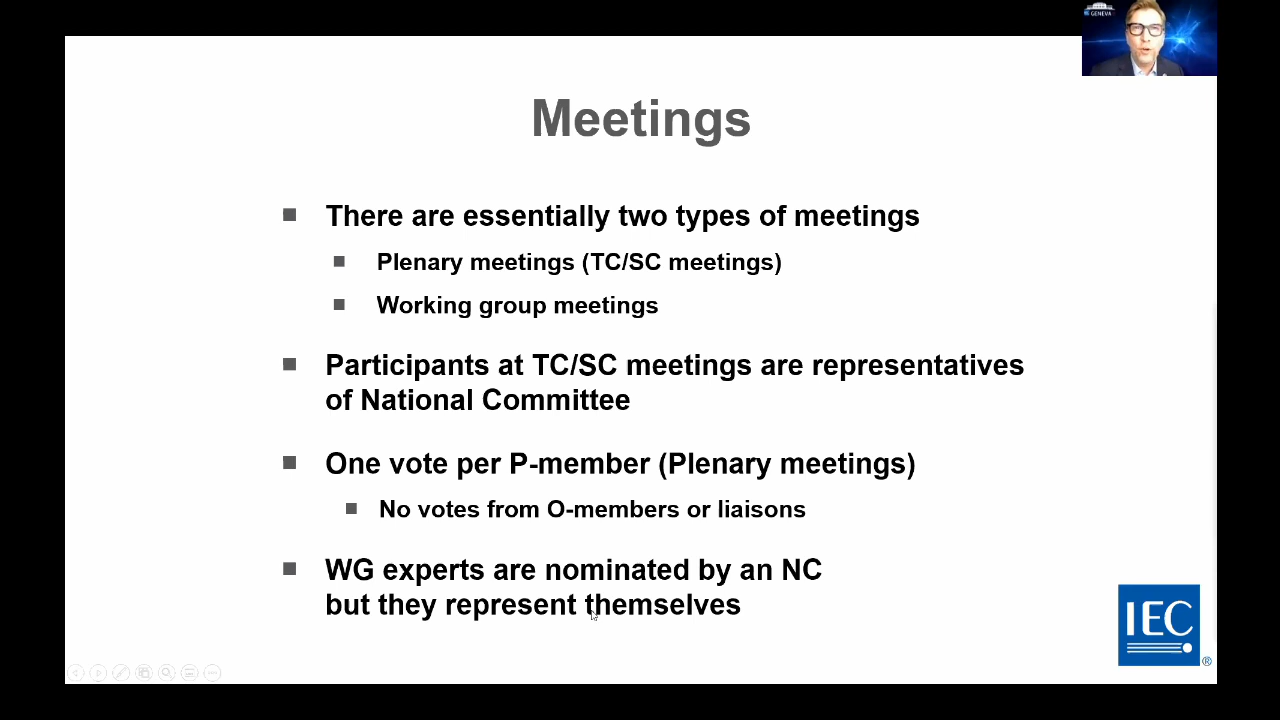 GENEVA
Meetings
There are essentially two types of meetings
Plenary meetings (TC/SC meetings)
Working group meetings
Participants at TC/SC meetings are representatives
of National Committee
One vote per P-member (Plenary meetings)
No votes from O-members or liaisons
WG experts are nominated by an NC
but they represent themselves
IEC
®